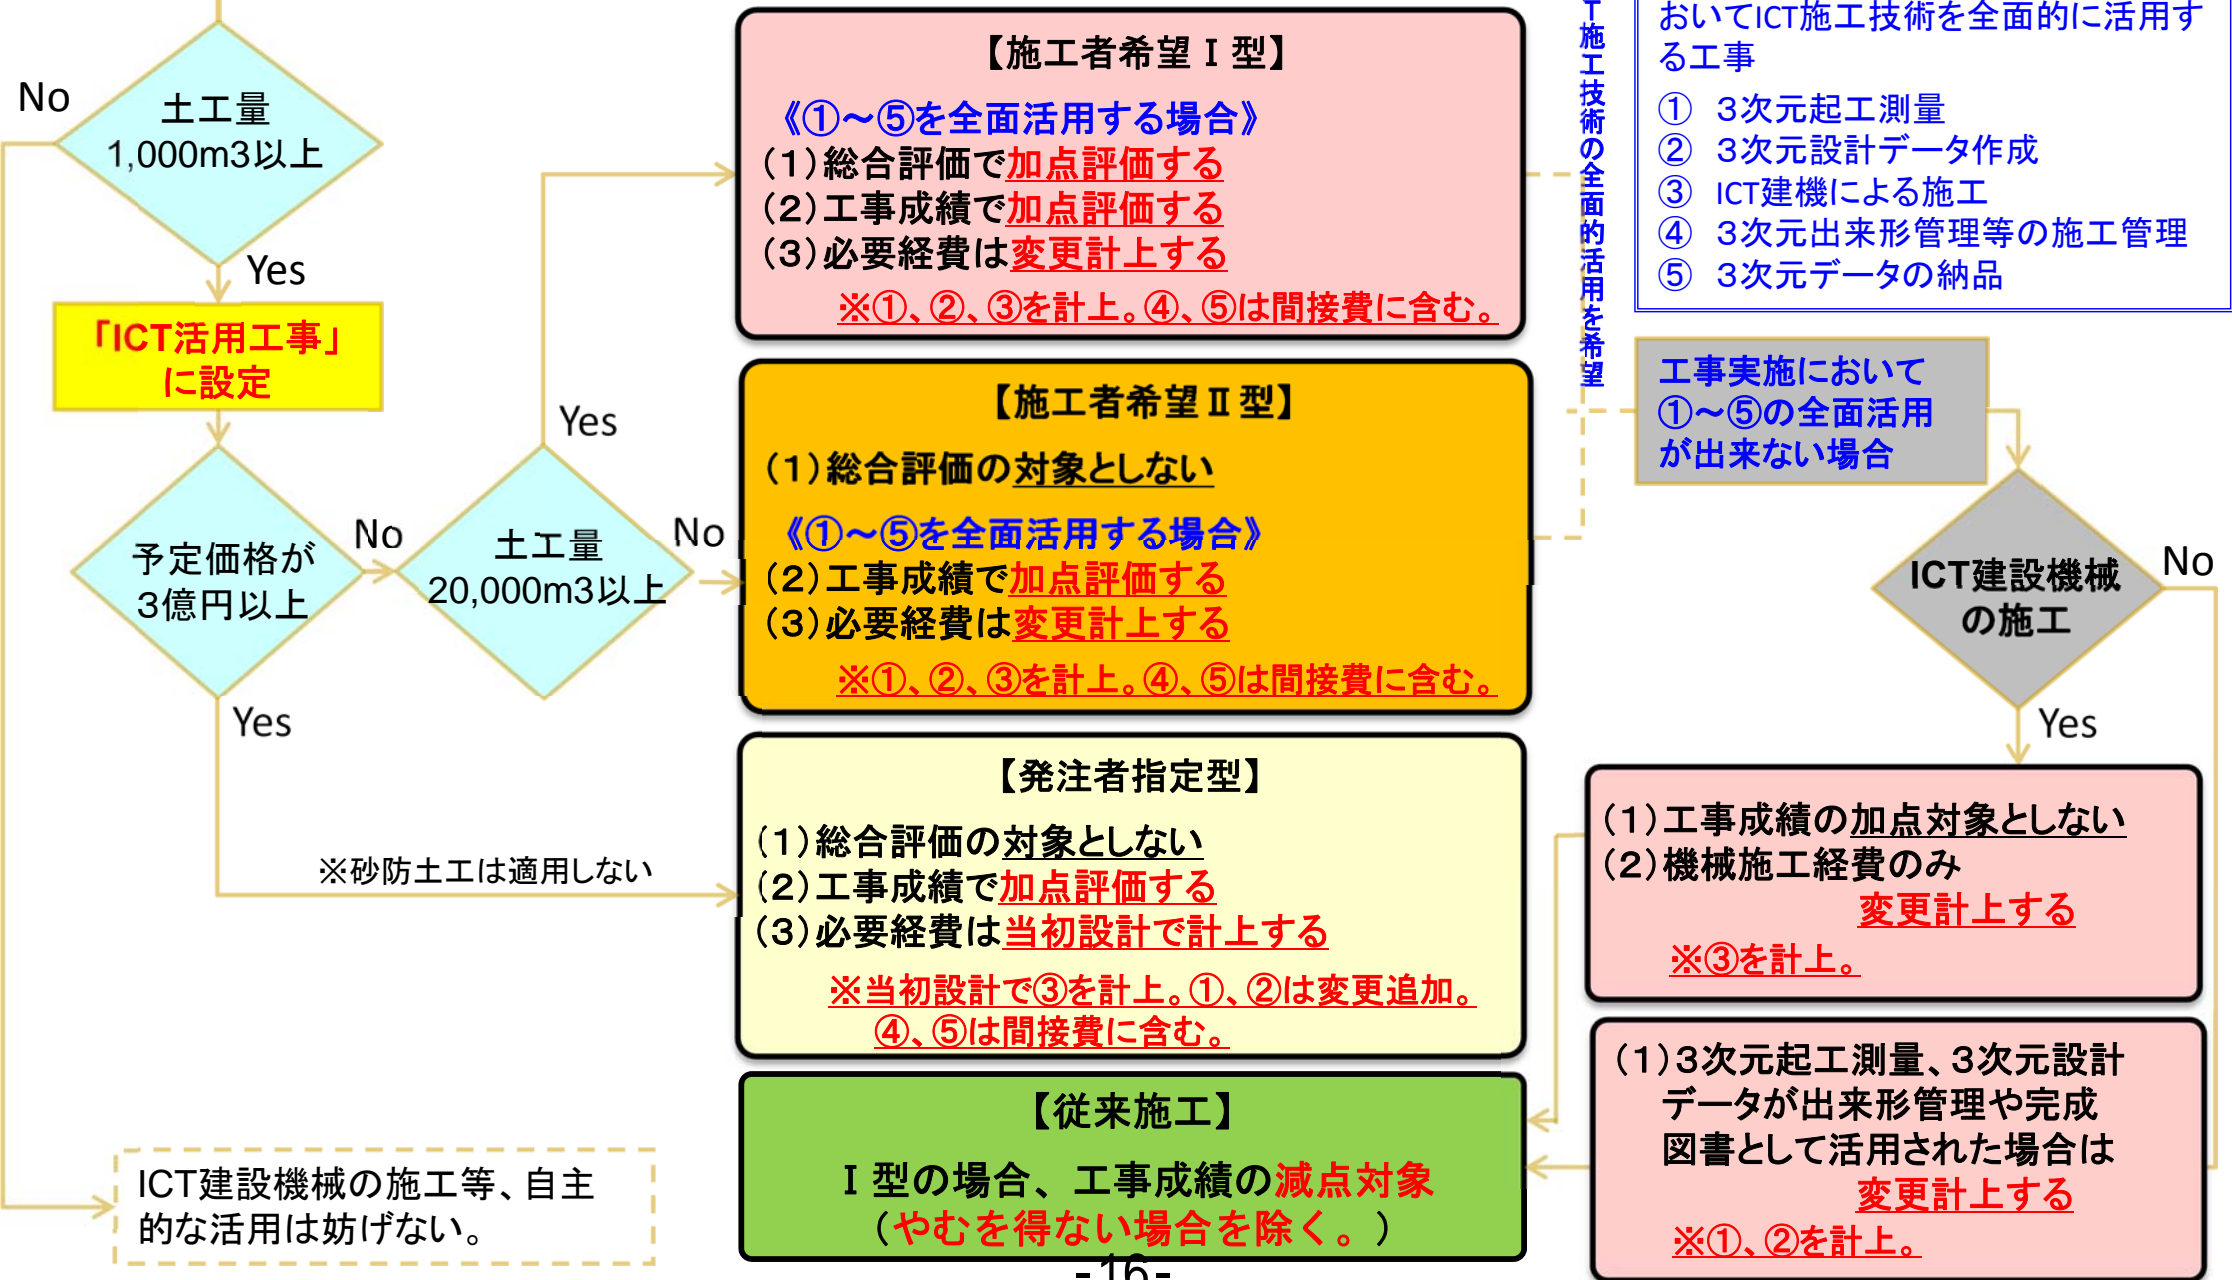 No
土工量
1,000m3以上
Yes
「ICT活用工事」
に設定
予定価格が
3億円以上
No
Yes
土工量
20,000m3以上
Yes
No
※砂防土工は適用しない
ICT建設機械の施工等、自主
的な活用は妨げない。
【施工者希望Ⅰ型】
《①～⑤を全面活用する場合》
(1)総合評価で加点評価する
(2)工事成績で加点評価する
(3)必要経費は変更計上する
※①、②、③を計上。④、⑤は間接費に含む。
【施工者希望Ⅱ型】
(1)総合評価の対象としない
《①～⑤を全面活用する場合》
(2)工事成績で加点評価する
(3)必要経費は変更計上する
※①、②、③を計上。④、⑤は間接費に含む。
【発注者指定型】
(1)総合評価の対象としない
(2)工事成績で加点評価する
(3)必要経費は当初設計で計上する
※当初設計で③を計上。①、②は変更追加。
④、⑤は間接費に含む。
【従来施工】
Ⅰ型の場合、工事成績の減点対象
(やむを得ない場合を除く。)
T施工技術の全面的活用を希望
おいてICT施工技術を全面的に活用す
る工事
① 3次元起工測量
② 3次元設計データ作成
③ ICT建機による施工
④ 3次元出来形管理等の施工管理
⑤ 3次元データの納品
工事実施において
①～⑤の全面活用
が出来ない場合
ICT建設機械
の施工
No
Yes
(1)工事成績の加点対象としない
(2)機械施工経費のみ
変更計上する
※③を計上。
(1)3次元起工測量、3次元設計
データが出来形管理や完成
図書として活用された場合は
変更計上する
※①、②を計上。
-16-